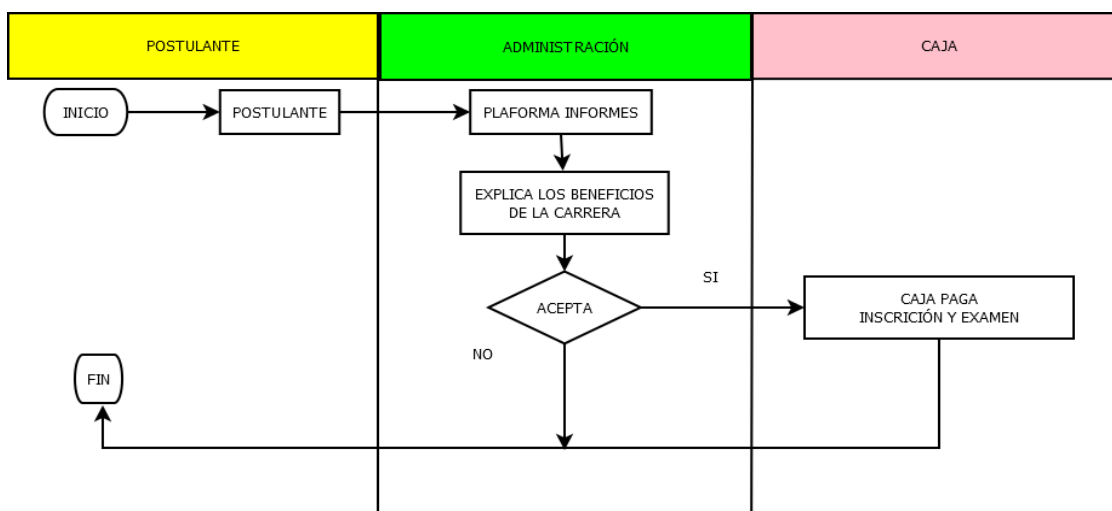 POSTULANTE
ADMINISTRACIÓN
CAJA
INICIO
POSTULANTE
PLAFORMA INFORMES
EXPLICA LOS BENEFICIOS
DE LA CARRERA
SI
ACEPTA
CAJA PAGA
INSCRICIÓN Y EXAMEN
NO
FIN